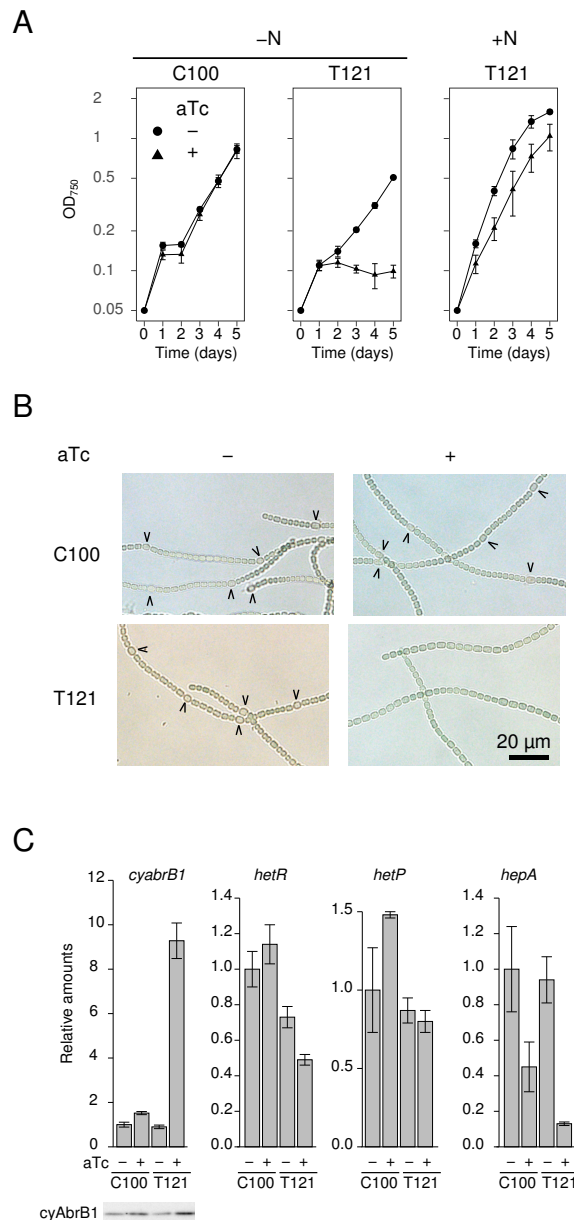 A
−N
+N
C100
T121
T121
aTc
−
+
OD750
2
1
0.5
0.2
0.1
0.05
0 1 2 3 4 5
0 1 2 3 4 5
0 1 2 3 4 5
Time (days)
Time (days)
Time (days)
B
aTc
−
+
C100
T121
20 µm
C
cyabrB1
hetR
hetP
hepA
Relative amounts
12
10
8
6
4
2
0
1.4
1.2
1.0
0.8
0.6
0.4
0.2
0.0
1.5
1.0
0.5
0.0
1.4
1.2
1.0
0.8
0.6
0.4
0.2
0.0
aTc − + − +
− + − +
− + − +
− + − +
C100 T121
C100 T121
C100 T121
C100 T121
cyAbrB1